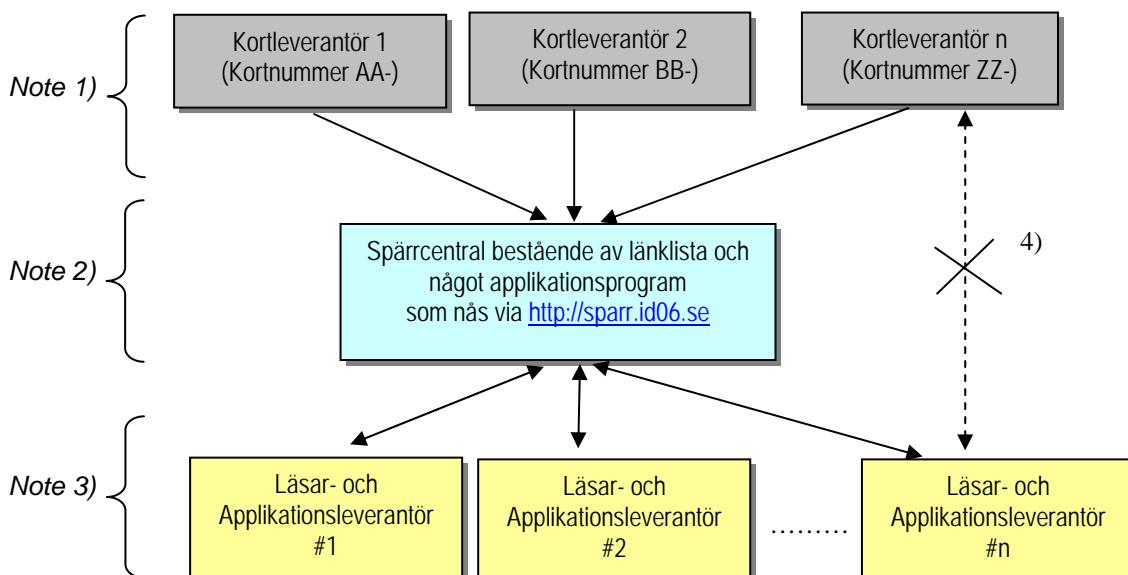 Note 1)
Kortleverantör 1
(Kortnummer AA-)
Kortleverantör 2
(Kortnummer BB-)
Kortleverantör n
(Kortnummer ZZ-)
Note 2)
Spärrcentral bestående av länklista och
något applikationsprogram
som nås via http://sparr.id06.se
4)
Note 3)
Läsar- och
Applikationsleverantör
#1
Läsar- och
Applikationsleverantör
#2
.........
Läsar- och
Applikationsleverantör
#n